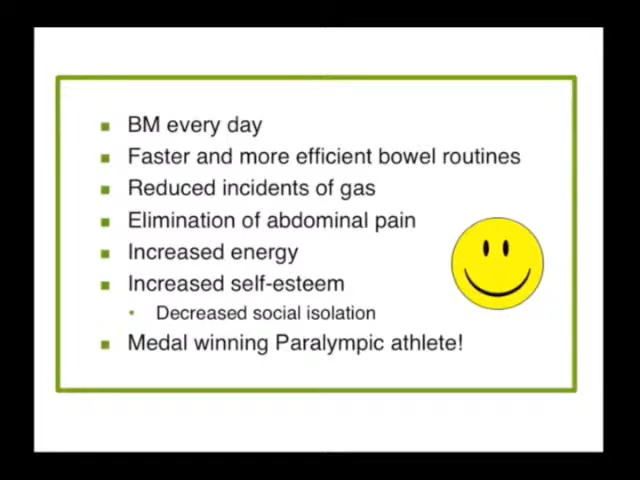 BM every day
Faster and more efficient bowel routines
Reduced incidents of gas
Elimination of abdominal pain
Increased energy
Increased self-esteem
Decreased social isolation
Medal winning Paralympic athlete!